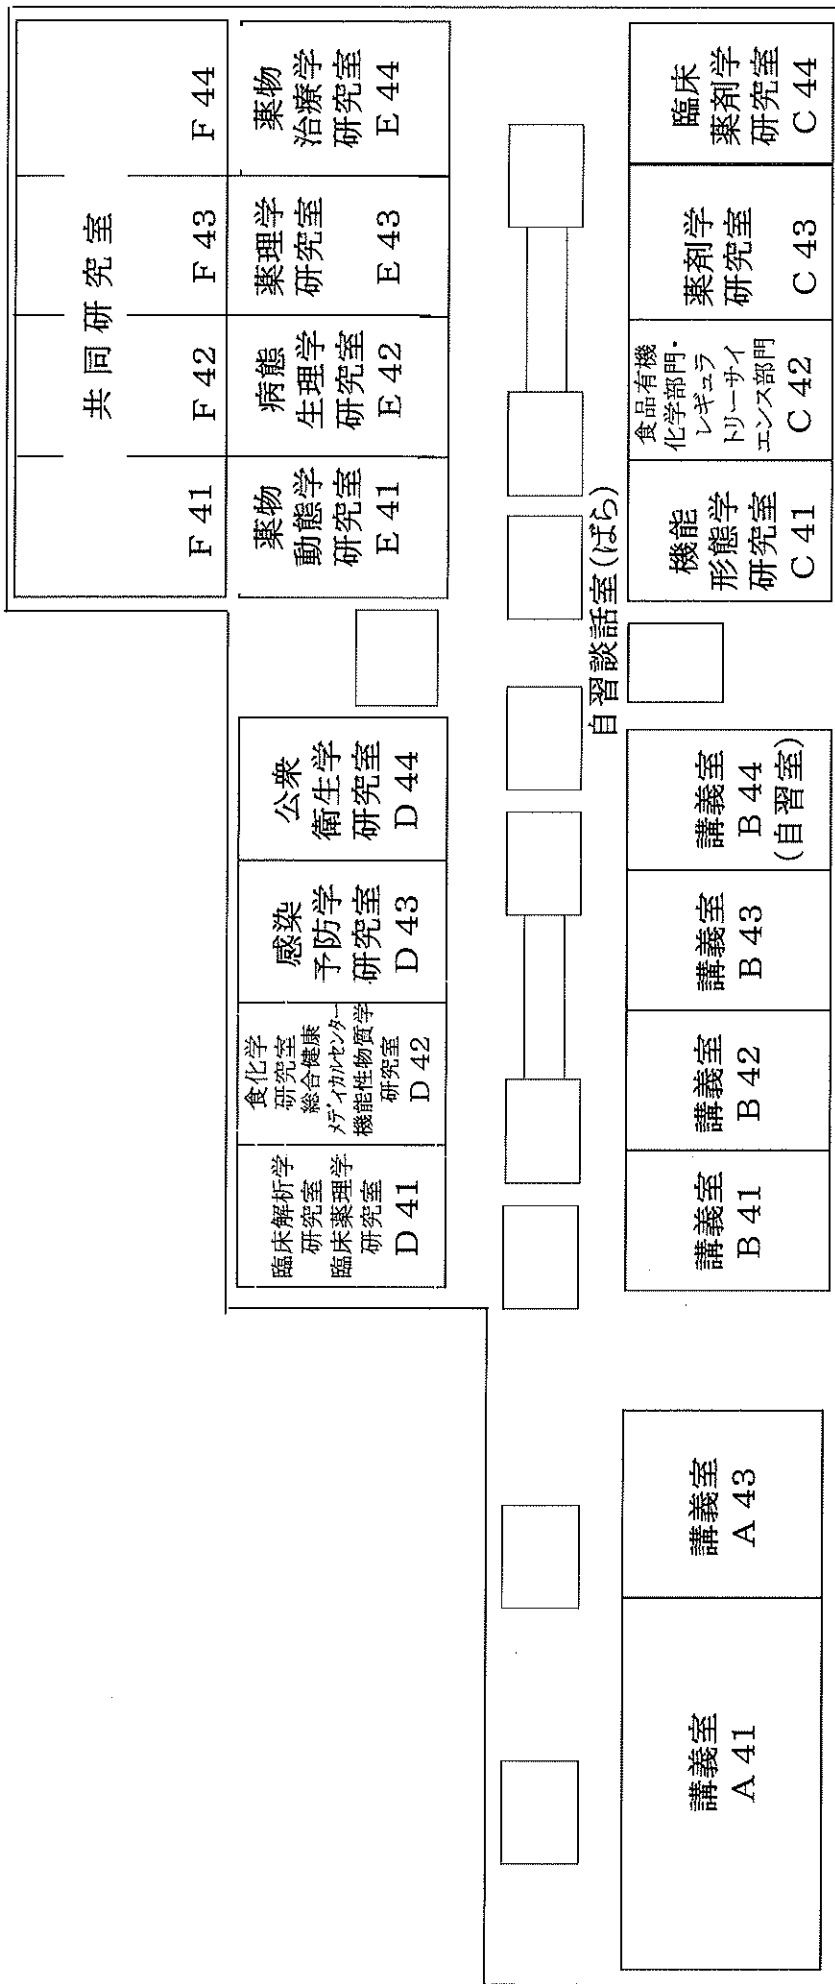 共同研究室
F 41
F 42
F 43
F 44
臨床解析学
研究室
臨床薬理学
研究室
D 41
食化学
研究室
総合健康
メディカルセンター
機能性物質学
研究室
D 42
感染
予防学
研究室
D 43
公衆
衛生学
研究室
D 44
薬物
動態学
研究室
E 41
病態
生理学
研究室
E 42
薬理学
研究室
E 43
薬物
治療学
研究室
E 44
自習談話室(ばら)
講義室
A 41
講義室
A 43
講義室
B 41
講義室
B 42
講義室
B 43
講義室
B 44
(自習室)
機能
形態学
研究室
C 41
食品有機
化学部門・
レギュラ
トリーサイ
エンス部門
C 42
薬剤学
研究室
C 43
臨床
薬剤学
研究室
C 44